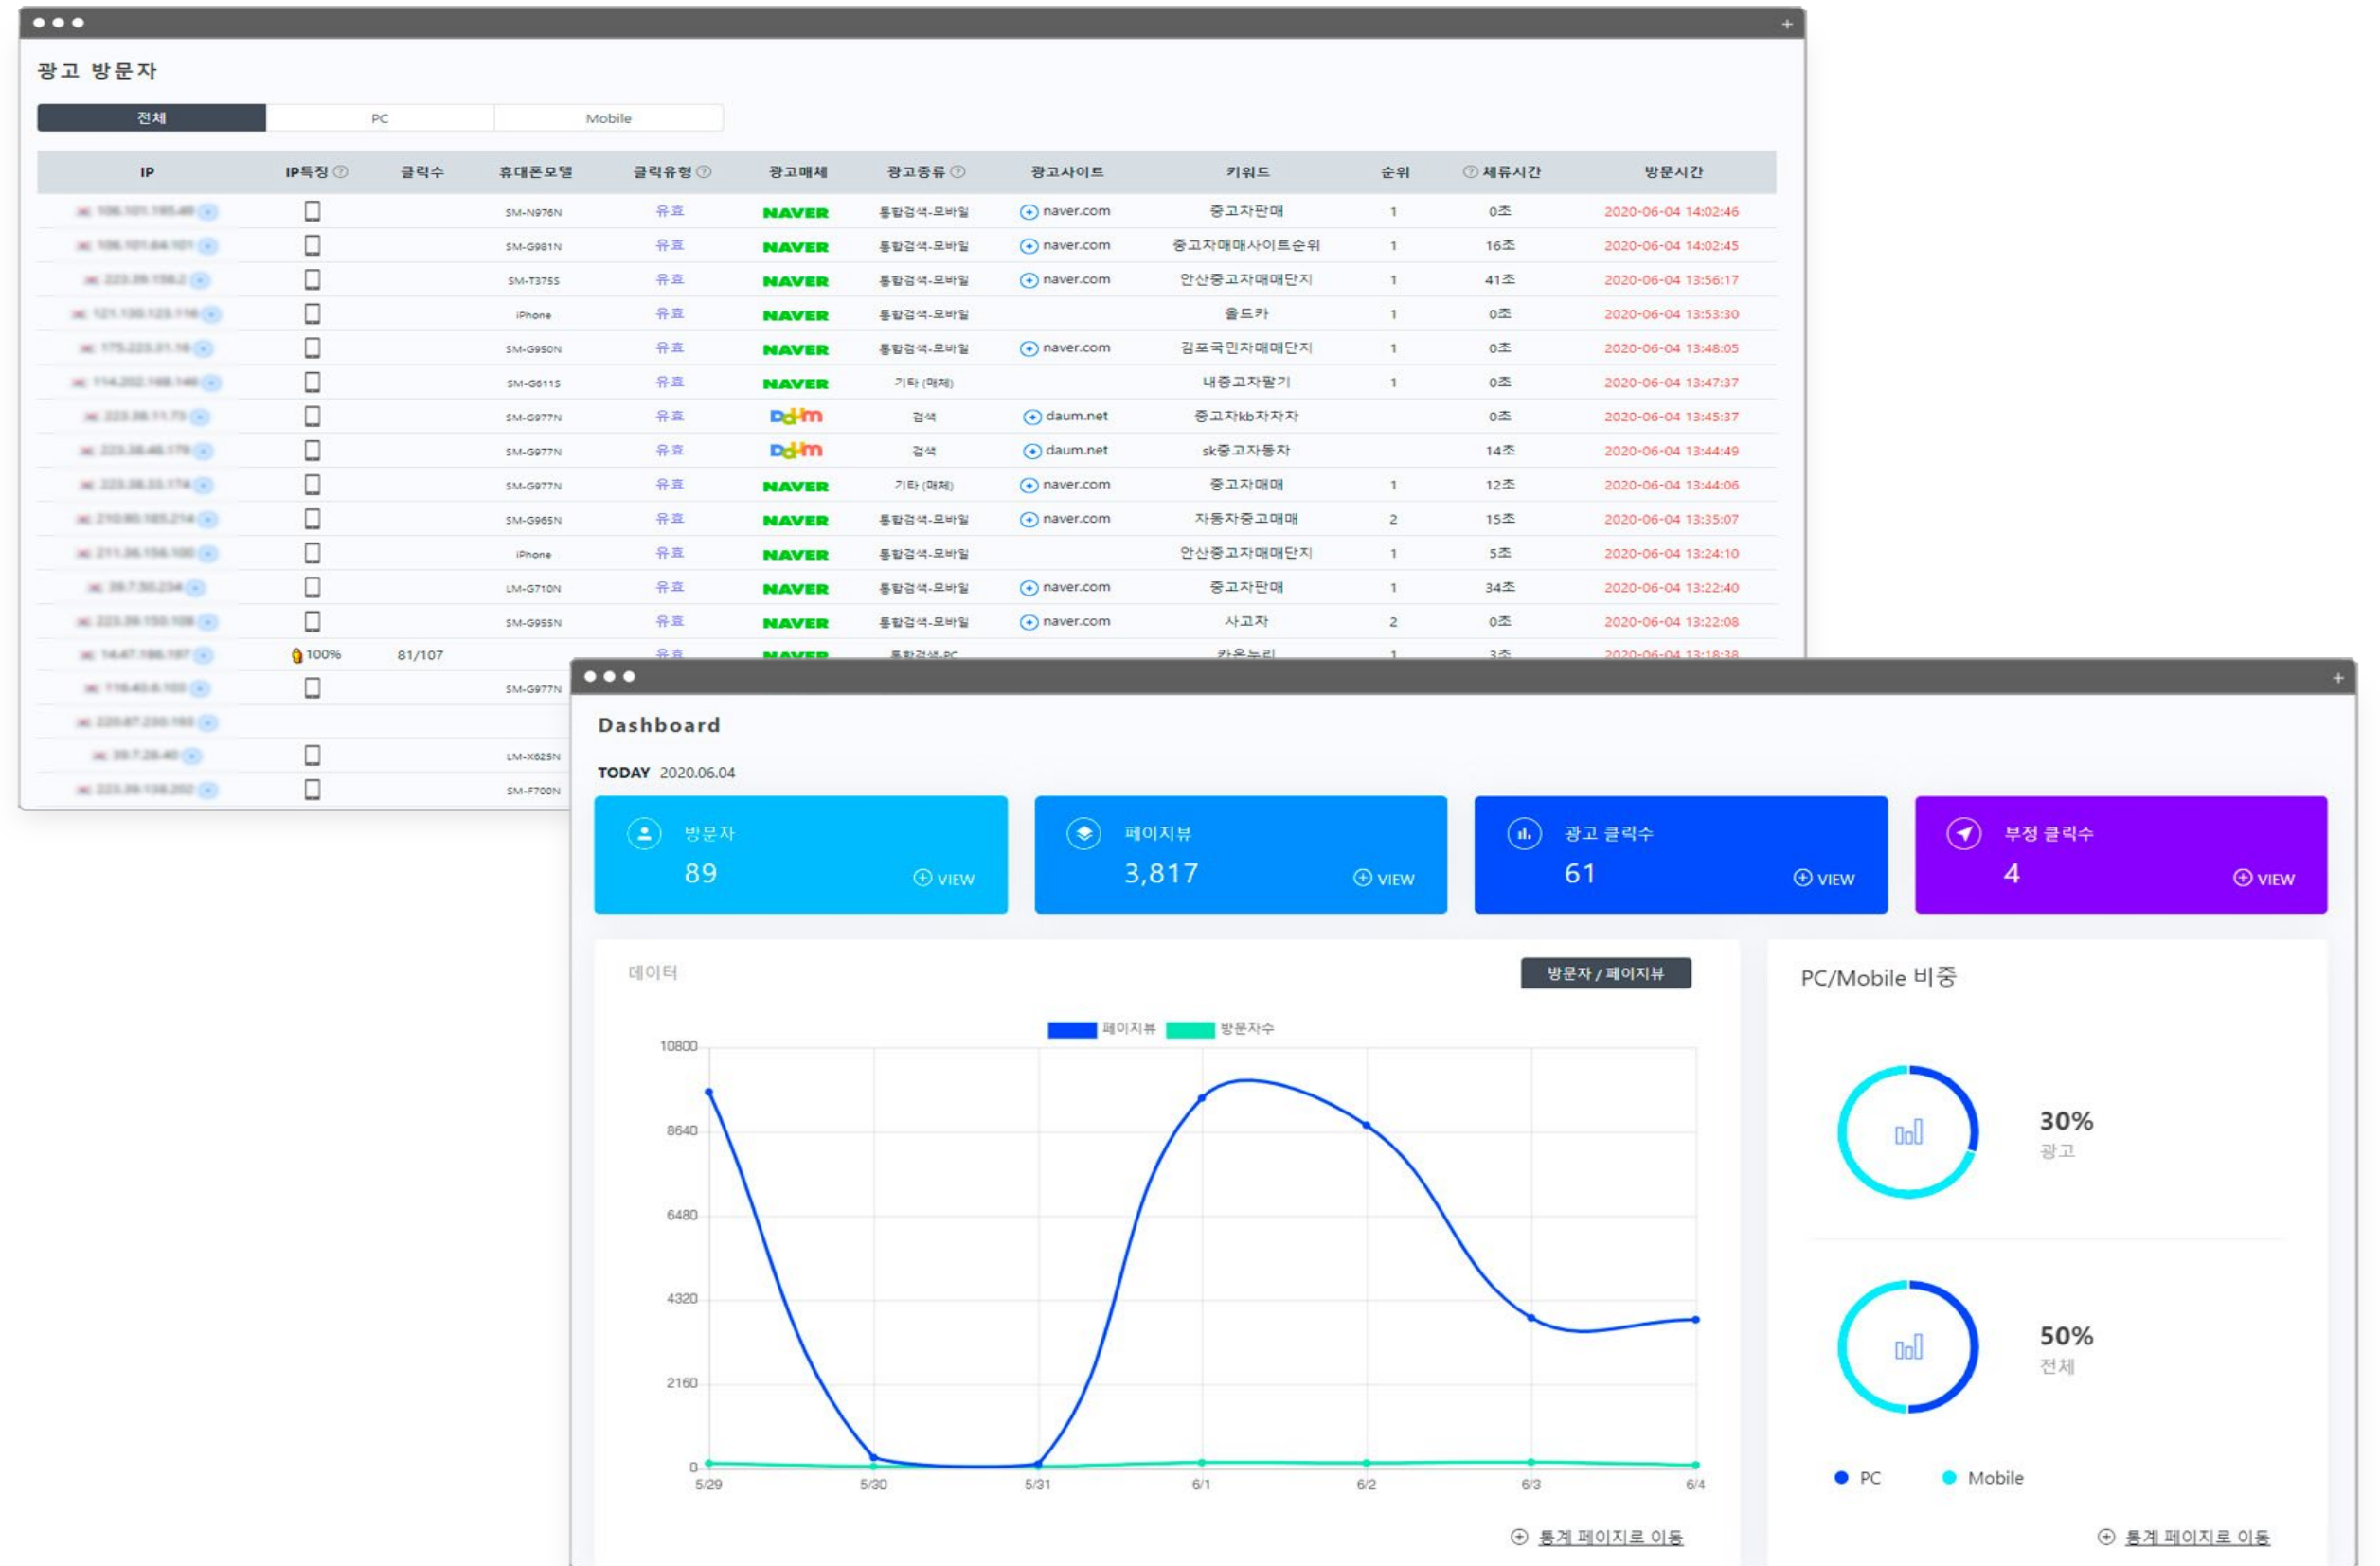 광고 방문자
전체 PC Mobile
IP IP특징 클릭수 휴대폰모델 클릭유형 광고매체 광고종류 광고사이트 키워드 순위 체류시간 방문시간
SM-N976N 유효 NAVER 통합검색-모바일 naver.com 중고차판매 1 0초 2020-06-04 14:02:46
SM-G981N 유효 NAVER 통합검색-모바일 naver.com 중고차매매사이트순위 1 16초 2020-06-04 14:02:45
SM-T375S 유효 NAVER 통합검색-모바일 naver.com 안산중고차매매단지 1 41초 2020-06-04 13:56:17
iPhone 유효 NAVER 통합검색-모바일 올드카 1 0초 2020-06-04 13:53:30
SM-G950N 유효 NAVER 통합검색-모바일 naver.com 김포국민차매매단지 1 0초 2020-06-04 13:48:05
SM-G611S 유효 NAVER 기타 (매체) 내중고차팔기 1 0초 2020-06-04 13:47:37
SM-G977N 유효 Daum 검색 daum.net 중고차kb차차차 0초 2020-06-04 13:45:37
SM-G977N 유효 Daum 검색 daum.net sk중고자동차 14초 2020-06-04 13:44:49
SM-G977N 유효 NAVER 기타 (매체) naver.com 중고차매매 1 12초 2020-06-04 13:44:06
SM-G965N 유효 NAVER 통합검색-모바일 naver.com 자동차중고매매 2 15초 2020-06-04 13:35:07
iPhone 유효 NAVER 통합검색-모바일 안산중고차매매단지 1 5초 2020-06-04 13:24:10
LM-G710N 유효 NAVER 통합검색-모바일 naver.com 중고차판매 1 34초 2020-06-04 13:22:40
SM-G955N 유효 NAVER 통합검색-모바일 naver.com 사고차 2 0초 2020-06-04 13:22:08
100% 81/107 유효 NAVER 통합검색-PC 카온누리 1 3초 2020-06-04 13:18:38
SM-G977N
LM-X625N
SM-F700N
Dashboard
TODAY 2020.06.04
방문자 페이지뷰 광고 클릭수 부정 클릭수
89 VIEW 3,817 VIEW 61 VIEW 4 VIEW
데이터 방문자 / 페이지뷰
페이지뷰 방문자수
10800
8640
6480
4320
2160
0
5/29 5/30 5/31 6/1 6/2 6/3 6/4
통계 페이지로 이동
PC/Mobile 비중
30%
광고
50%
전체
PC Mobile
통계 페이지로 이동